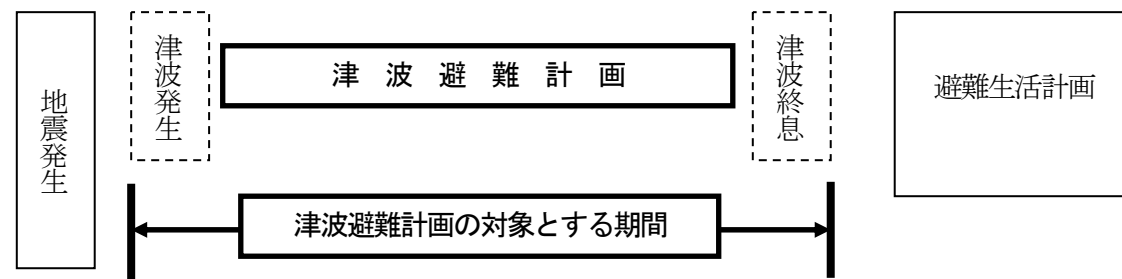 地震発生
津波発生
津　波　避　難　計　画
津波終息
避難生活計画
津波避難計画の対象とする期間